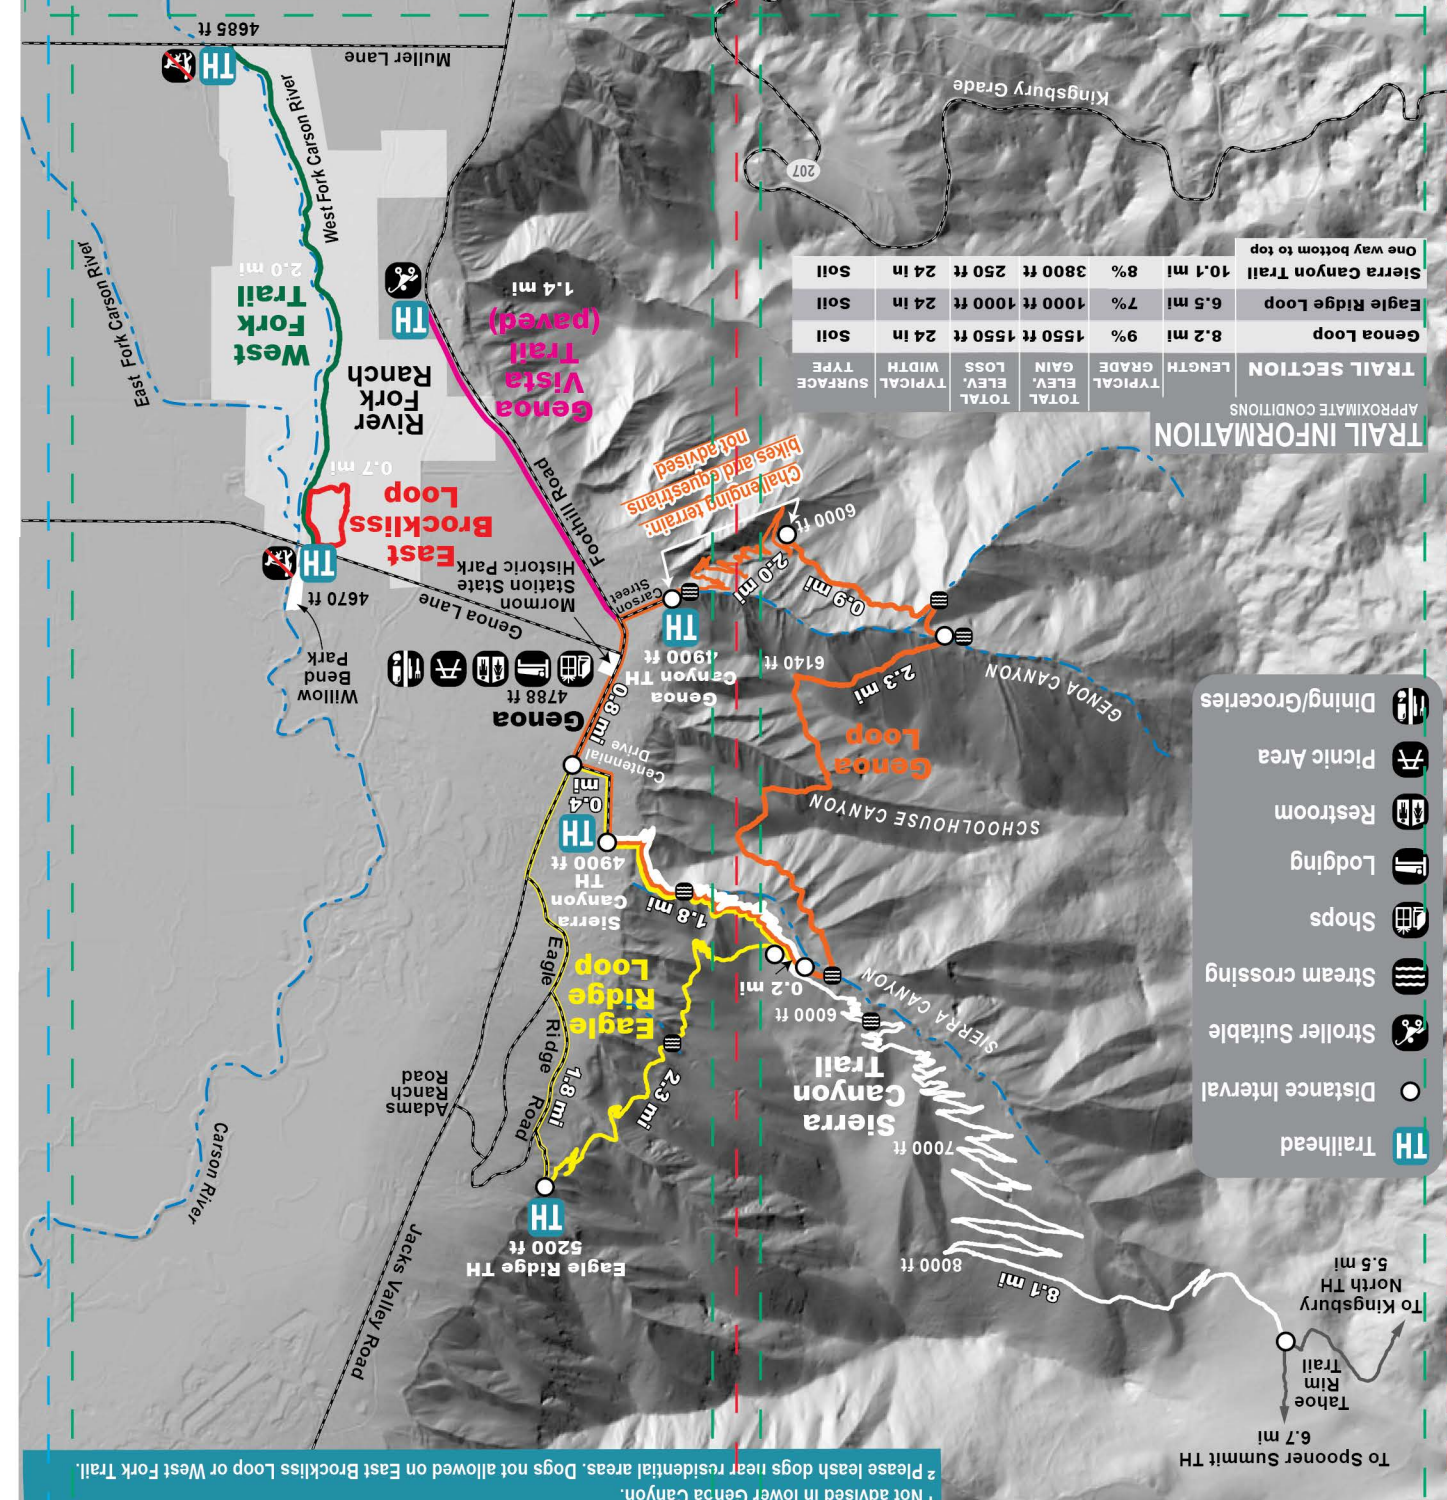 ¹ Not advised in lower Genoa Canyon.
² Please leash dogs near residential areas. Dogs not allowed on East Brockliss Loop or West Fork Trail.
To Spooner Summit TH
6.7 mi
Tahoe
Rim
Trail
To Kingsbury
North TH
5.5 mi
8.1 mi
8000 ft
7000 ft
Sierra
Canyon
Trail
6000 ft
SIERRA CANYON
0.2 mi
Eagle Ridge TH
5200 ft
TH
Jacks Valley Road
Carson River
Adams
Ranch
Road
Eagle
Ridge
Road
1.8 mi
2.3 mi
Eagle
Ridge
Loop
1.8 mi
Sierra
Canyon
TH
4900 ft
TH
0.4
mi
Centennial
Drive
0.8 mi
SCHOOLHOUSE CANYON
Genoa
Loop
2.3 mi
6140 ft
GENOA CANYON
Genoa
4788 ft
Genoa
Canyon TH
4900 ft
TH
Carson
Street
Mormon
Station State
Historic Park
Genoa Lane
Willow
Bend
Park
4670 ft
TH
0.9 mi
2.0 mi
6000 ft
Challenging terrain:
bikes and equestrians
not advised
East
Brockliss
Loop
0.7 mi
Foothill Road
Genoa
Vista
Trail
(paved)
1.4 mi
River
Fork
Ranch
TH
West
Fork
Trail
2.0 mi
East Fork Carson River
West Fork Carson River
TH
4685 ft
Muller Lane
Kingsbury Grade
207
TH Trailhead
Distance Interval
Stroller Suitable
Stream crossing
Shops
Lodging
Restroom
Picnic Area
Dining/Groceries
TRAIL INFORMATION
APPROXIMATE CONDITIONS
TRAIL SECTION LENGTH TYPICAL GRADE TOTAL ELEV. GAIN TOTAL ELEV. LOSS TYPICAL WIDTH SURFACE TYPE
Genoa Loop 8.2 mi 9% 1550 ft 1550 ft 24 in Soil
Eagle Ridge Loop 6.5 mi 7% 1000 ft 1000 ft 24 in Soil
Sierra Canyon Trail 10.1 mi 8% 3800 ft 250 ft 24 in Soil
One way bottom to top